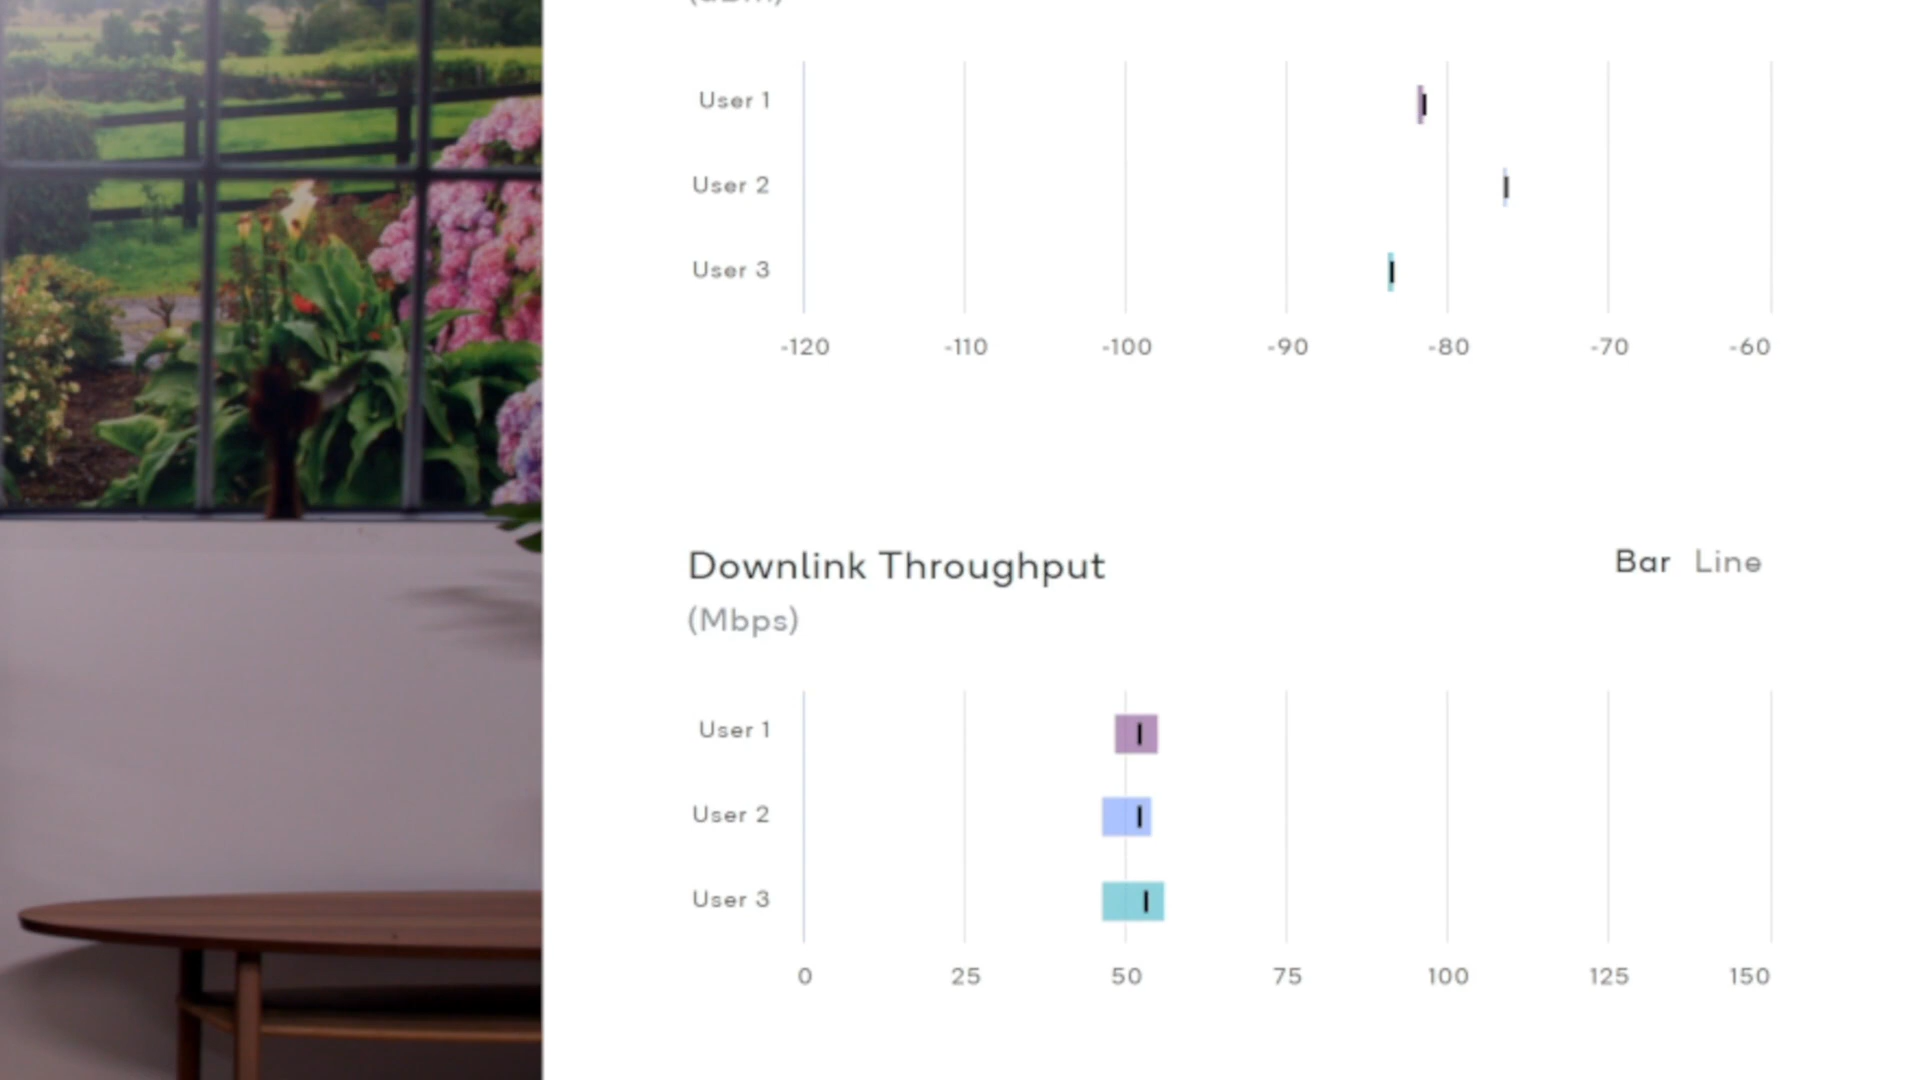 User 1
User 2
User 3
-120 -110 -100 -90 -80 -70 -60
Downlink Throughput
Bar Line
(Mbps)
User 1
User 2
User 3
0 25 50 75 100 125 150